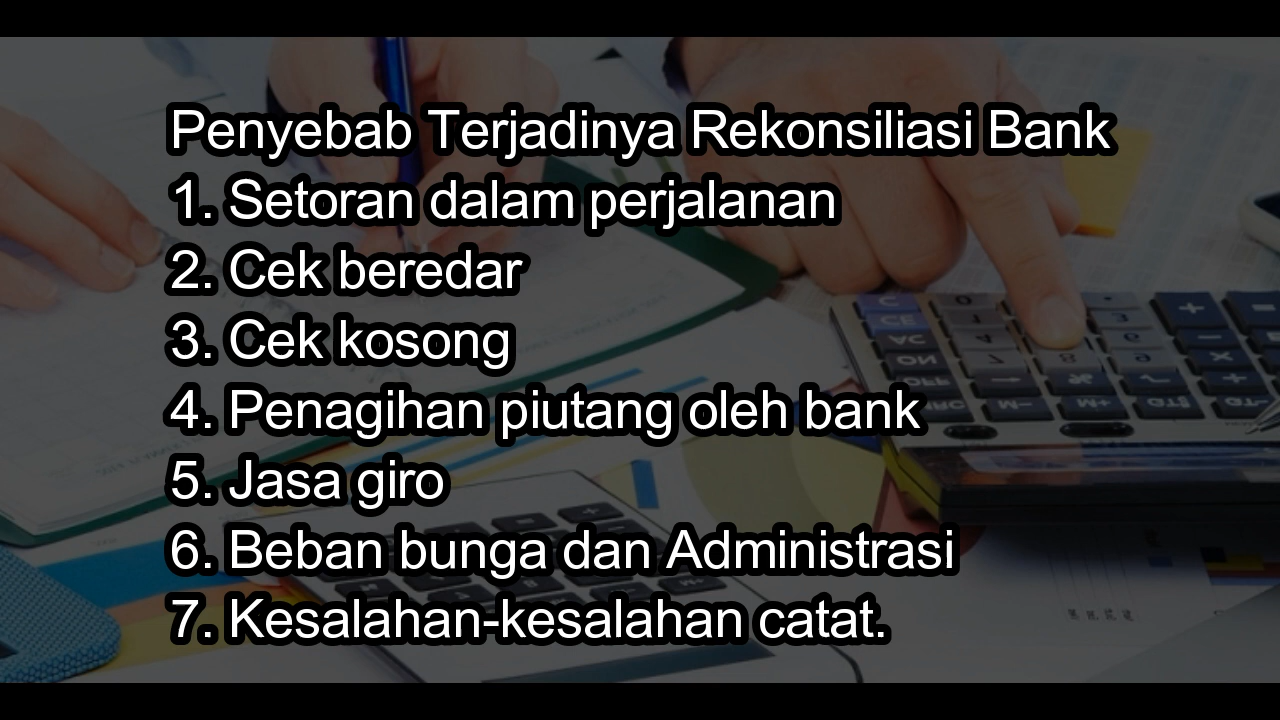 Penyebab Terjadinya Rekonsiliasi Bank
1. Setoran dalam perjalanan
2. Cek beredar
3. Cek kosong
4. Penagihan piutang oleh bank
5. Jasa giro
6. Beban bunga dan Administrasi
7. Kesalahan-kesalahan catat.